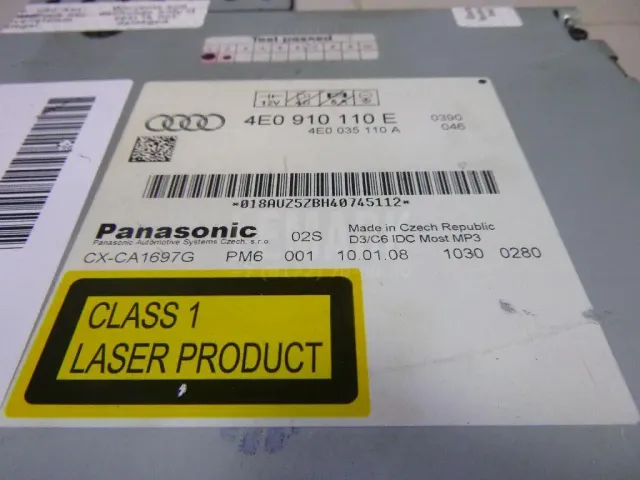 Test passed
12V
4E0 910 110 E 0390
4E0 035 110 A 046
*018AUZ5ZBH40745112*
Panasonic 02S Made in Czech Republic
Panasonic Automotive Systems Czech, s.r.o. D3/C6 IDC Most MP3
CX-CA1697G PM6 001 10.01.08 1030 0280
CLASS 1
LASER PRODUCT